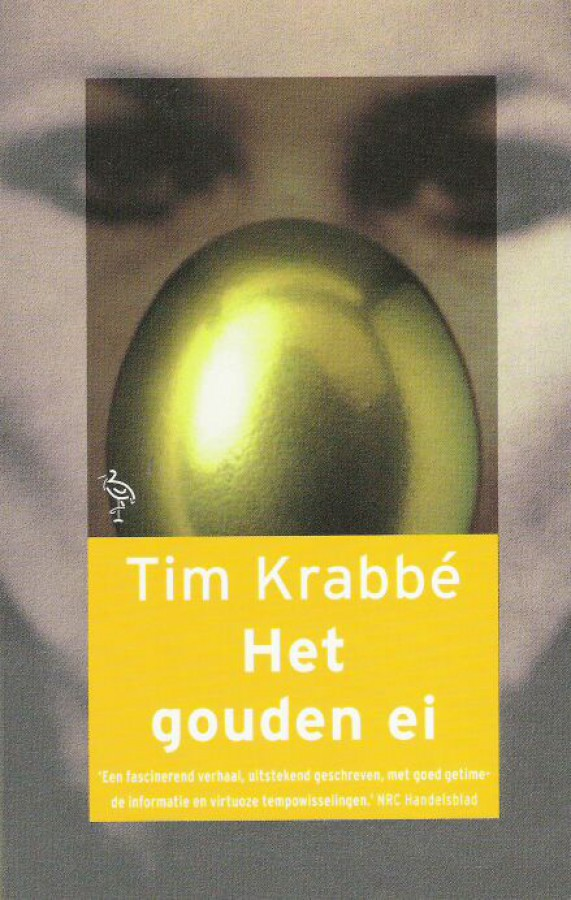 Tim Krabbé
Het
gouden ei
'Een fascinerend verhaal, uitstekend geschreven, met goed getime-
de informatie en virtuoze tempowisselingen.' NRC Handelsblad